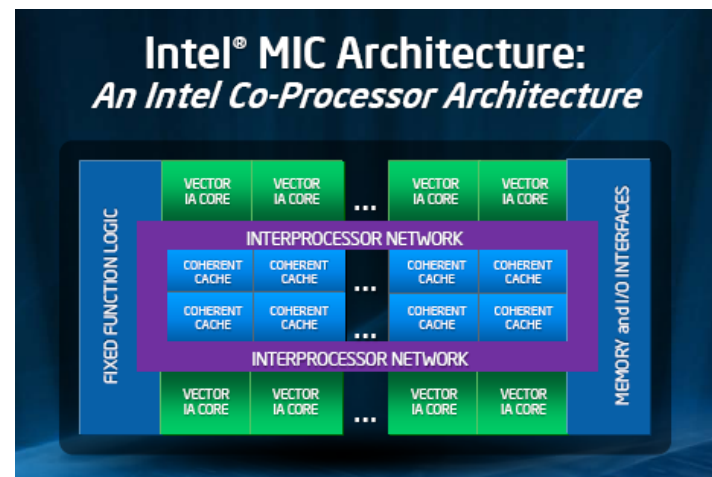 Intel® MIC Architecture:
An Intel Co-Processor Architecture
FIXED FUNCTION LOGIC
VECTOR IA CORE
VECTOR IA CORE
...
VECTOR IA CORE
VECTOR IA CORE
MEMORY and I/O INTERFACES
INTERPROCESSOR NETWORK
COHERENT CACHE
COHERENT CACHE
...
COHERENT CACHE
COHERENT CACHE
COHERENT CACHE
COHERENT CACHE
...
COHERENT CACHE
COHERENT CACHE
INTERPROCESSOR NETWORK
VECTOR IA CORE
VECTOR IA CORE
...
VECTOR IA CORE
VECTOR IA CORE